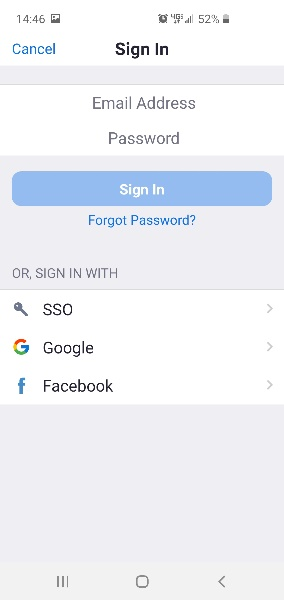 14:46 52%
Cancel Sign In
Email Address
Password
Sign In
Forgot Password?
OR, SIGN IN WITH
SSO
Google
Facebook